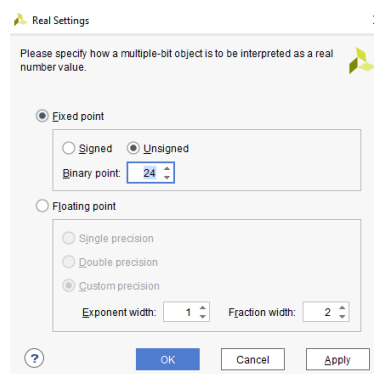 Real Settings
Please specify how a multiple-bit object is to be interpreted as a real
number value.
Fixed point
Signed Unsigned
Binary point: 24
Floating point
Single precision
Double precision
Custom precision
Exponent width: 1 Fraction width: 2
? OK Cancel Apply